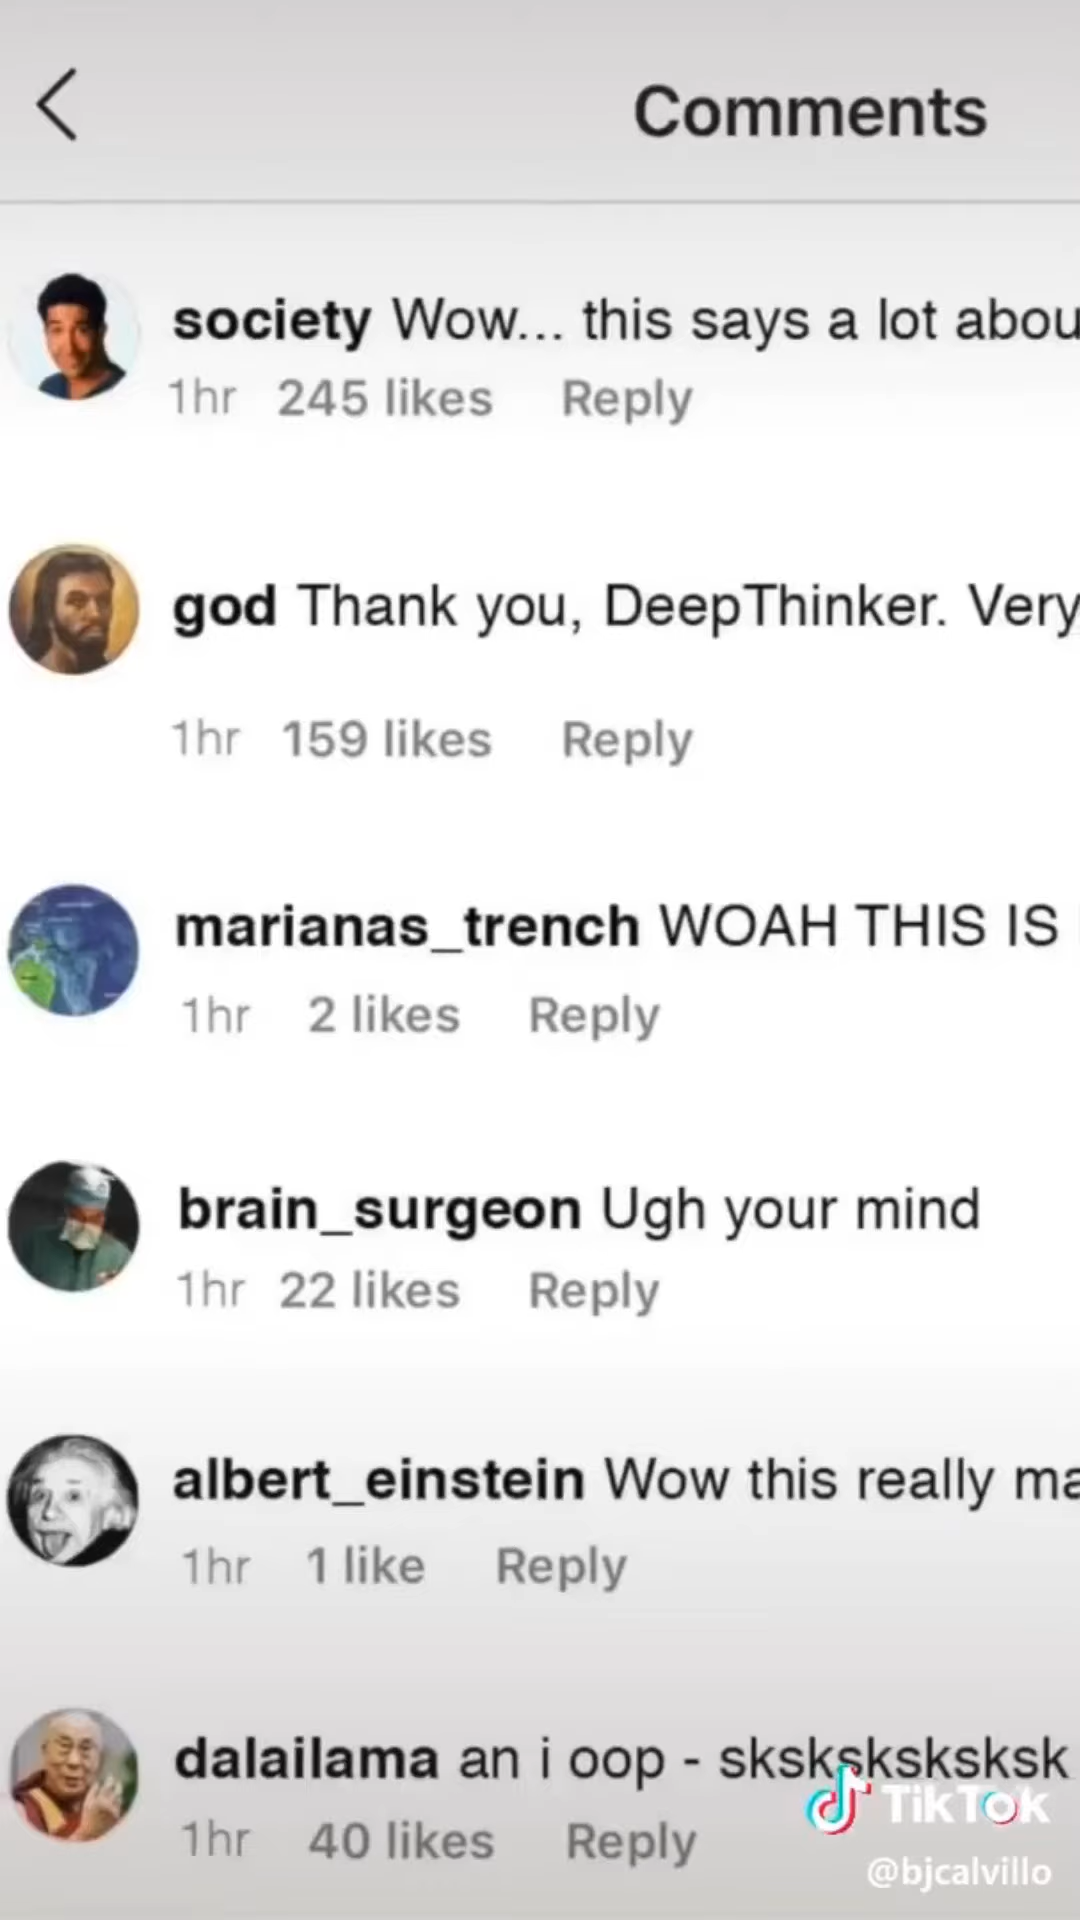 Comments
society Wow... this says a lot abou
1hr 245 likes Reply
god Thank you, DeepThinker. Very
1hr 159 likes Reply
marianas_trench WOAH THIS IS
1hr 2 likes Reply
brain_surgeon Ugh your mind
1hr 22 likes Reply
albert_einstein Wow this really ma
1hr 1 like Reply
dalailama an i oop - sksksksksksk
TikTok
1hr 40 likes Reply
@bjcalvillo